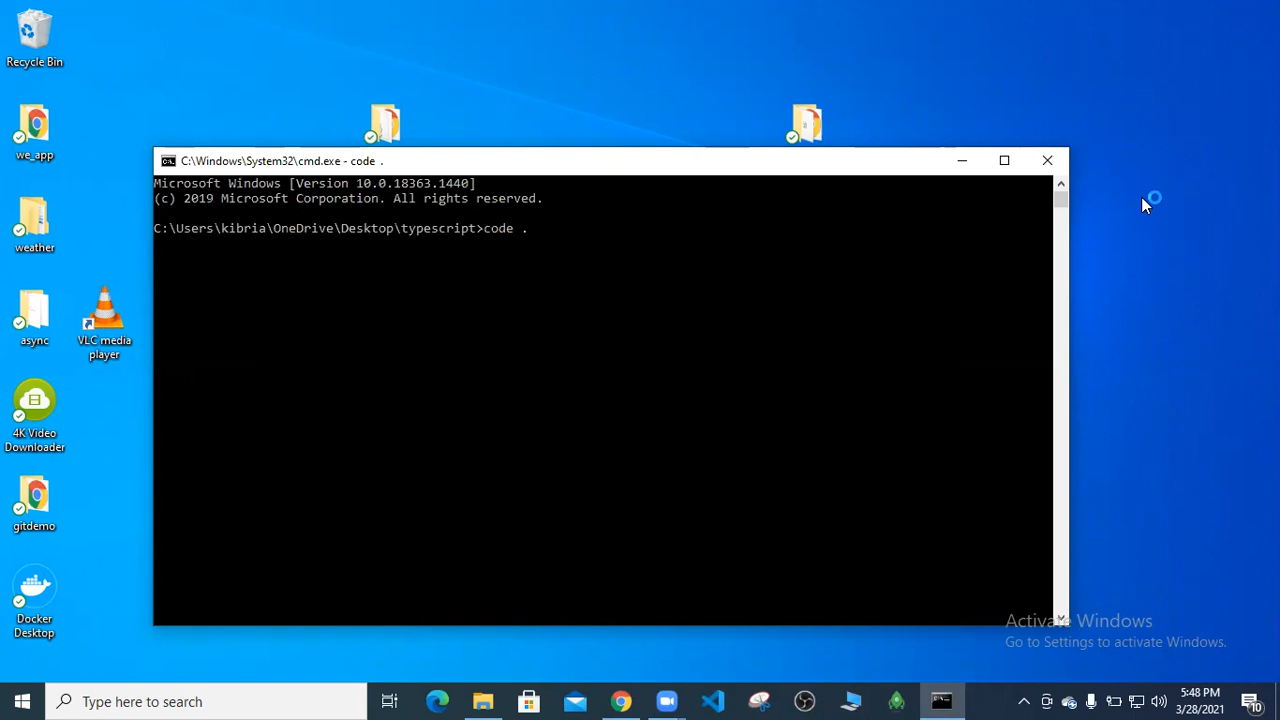 Recycle Bin
we_app
weather
async
VLC media
player
4K Video
Downloader
gitdemo
Docker
Desktop
C:\Windows\System32\cmd.exe - code .
Microsoft Windows [Version 10.0.18363.1440]
(c) 2019 Microsoft Corporation. All rights reserved.
C:\Users\kibria\OneDrive\Desktop\typescript>code .
Activate Windows
Go to Settings to activate Windows.
Type here to search
5:48 PM
3/28/2021
10